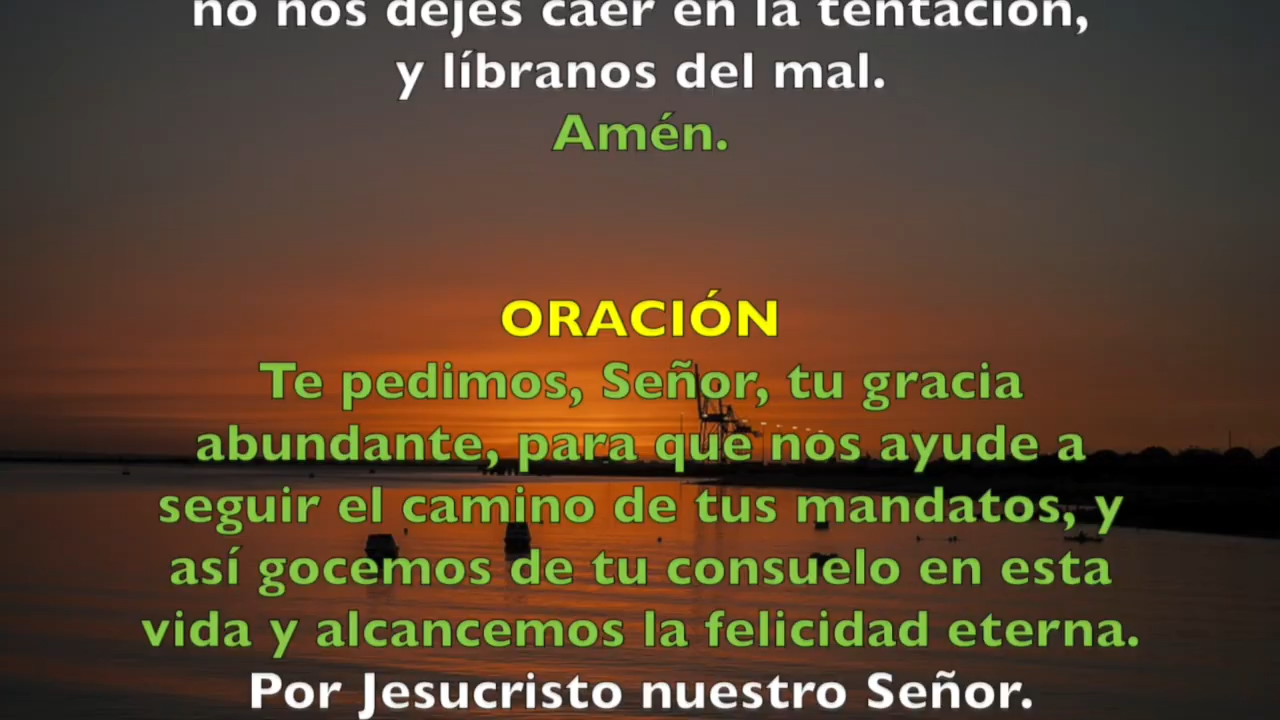 no nos dejes caer en la tentación,
y líbranos del mal.
Amén.
ORACIÓN
Te pedimos, Señor, tu gracia
abundante, para que nos ayude a
seguir el camino de tus mandatos, y
así gocemos de tu consuelo en esta
vida y alcancemos la felicidad eterna.
Por Jesucristo nuestro Señor.